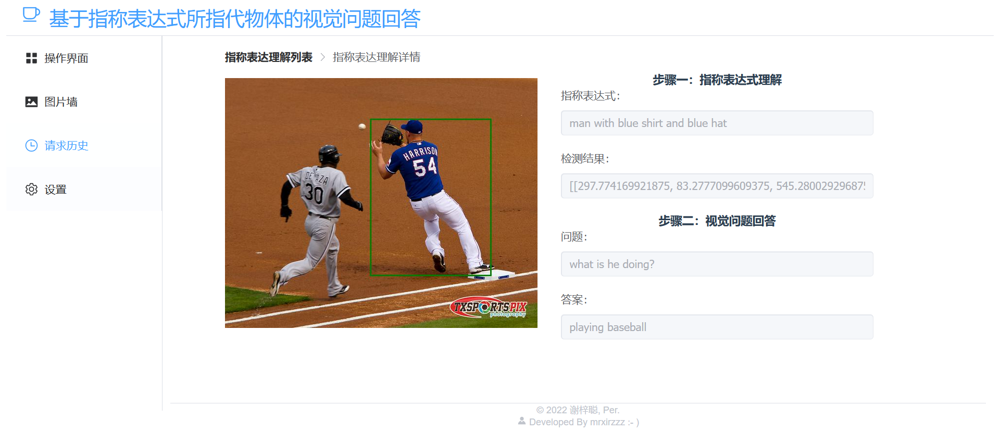 基于指称表达式所指代物体的视觉问题回答
操作界面
图片墙
请求历史
设置
指称表达理解列表 > 指称表达理解详情
HARRISON
54
30
TXSPORTSPIX
photography
步骤一：指称表达式理解
指称表达式：
man with blue shirt and blue hat
检测结果：
[[297.774169921875, 83.2777099609375, 545.28002929687
步骤二：视觉问题回答
问题：
what is he doing?
答案：
playing baseball
© 2022 谢梓聪, Per.
Developed By mrxirzzz :- )